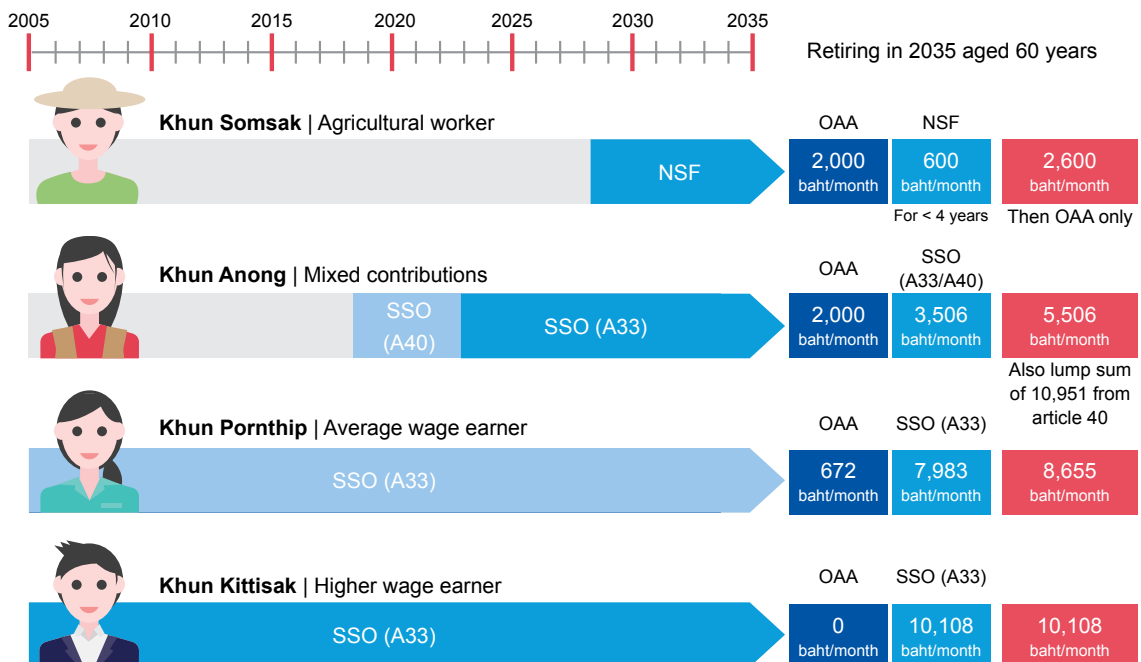 2005 2010 2015 2020 2025 2030 2035
Retiring in 2035 aged 60 years
Khun Somsak | Agricultural worker
OAA NSF
NSF
2,000 600 2,600
baht/month baht/month baht/month
For < 4 years Then OAA only
Khun Anong | Mixed contributions
OAA SSO
(A33/A40)
SSO
(A40)
SSO (A33)
2,000 3,506 5,506
baht/month baht/month baht/month
Also lump sum
of 10,951 from
article 40
Khun Pornthip | Average wage earner
OAA SSO (A33)
SSO (A33)
672 7,983 8,655
baht/month baht/month baht/month
Khun Kittisak | Higher wage earner
OAA SSO (A33)
SSO (A33)
0 10,108 10,108
baht/month baht/month baht/month